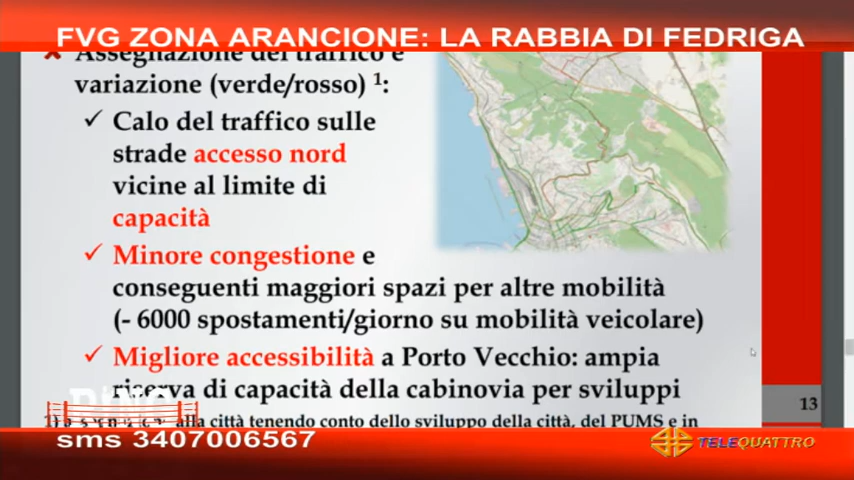 FVG ZONA ARANCIONE: LA RABBIA DI FEDRIGA
Assegnazione del traffico e
variazione (verde/rosso) ¹:
✓ Calo del traffico sulle
strade accesso nord
vicine al limite di
capacità
✓ Minore congestione e
conseguenti maggiori spazi per altre mobilità
(- 6000 spostamenti/giorno su mobilità veicolare)
✓ Migliore accessibilità a Porto Vecchio: ampia
riserva di capacità della cabinovia per sviluppi
13
alla città tenendo conto dello sviluppo della città, del PUMS e in
sms 3407006567
TELEQUATTRO